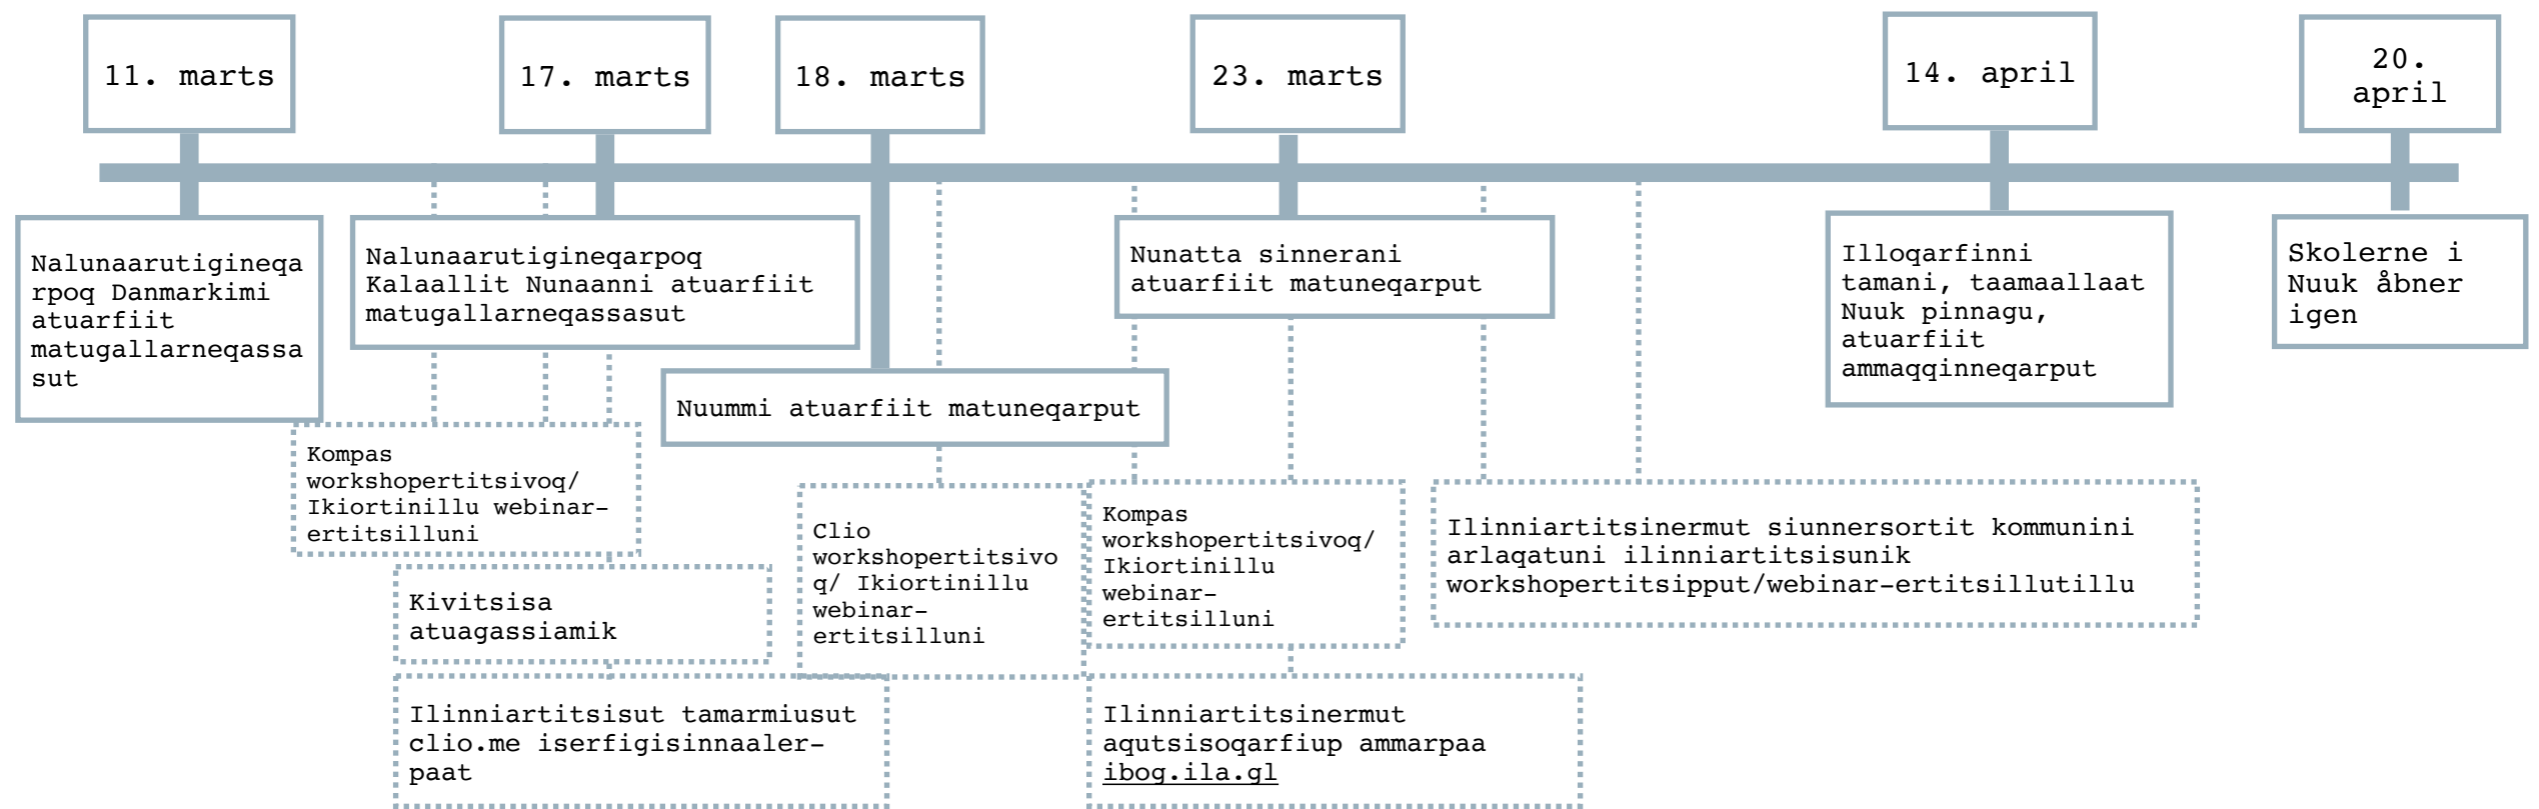 11. marts
17. marts
18. marts
23. marts
14. april
20.
april
Nalunaarutigineqa
rpoq Danmarkimi
atuarfiit
matugallarneqassa
sut
Nalunaarutigineqarpoq
Kalaallit Nunaanni atuarfiit
matugallarneqassasut
Nuummi atuarfiit matuneqarput
Nunatta sinnerani
atuarfiit matuneqarput
Illoqarfinni
tamani, taamaallaat
Nuuk pinnagu,
atuarfiit
ammaqqinneqarput
Skolerne i
Nuuk åbner
igen
Kompas
workshopertitsivoq/
Ikiortinillu webinar-
ertitsilluni
Kivitsisa
atuagassiamik
Ilinniartitsisut tamarmiusut
clio.me iserfigisinnaaler-
paat
Clio
workshopertitsivo
q/ Ikiortinillu
webinar-
ertitsilluni
Kompas
workshopertitsivoq/
Ikiortinillu
webinar-
ertitsilluni
Ilinniartitsinermut
aqutsisoqarfiup ammarpaa
ibog.ila.gl
Ilinniartitsinermut siunnersortit kommunini
arlaqatuni ilinniartitsisunik
workshopertitsipput/webinar-ertitsillutillu